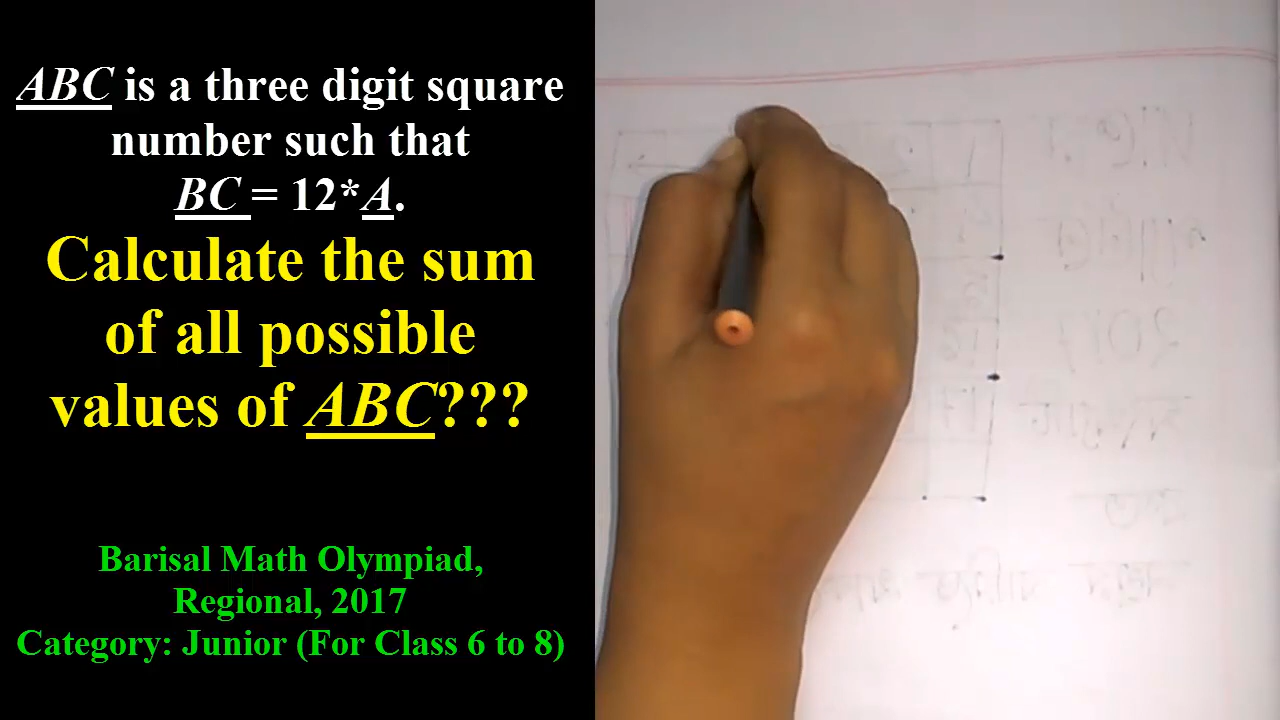 ABC is a three digit square
number such that
BC = 12*A.
Calculate the sum
of all possible
values of ABC???
Barisal Math Olympiad,
Regional, 2017
Category: Junior (For Class 6 to 8)